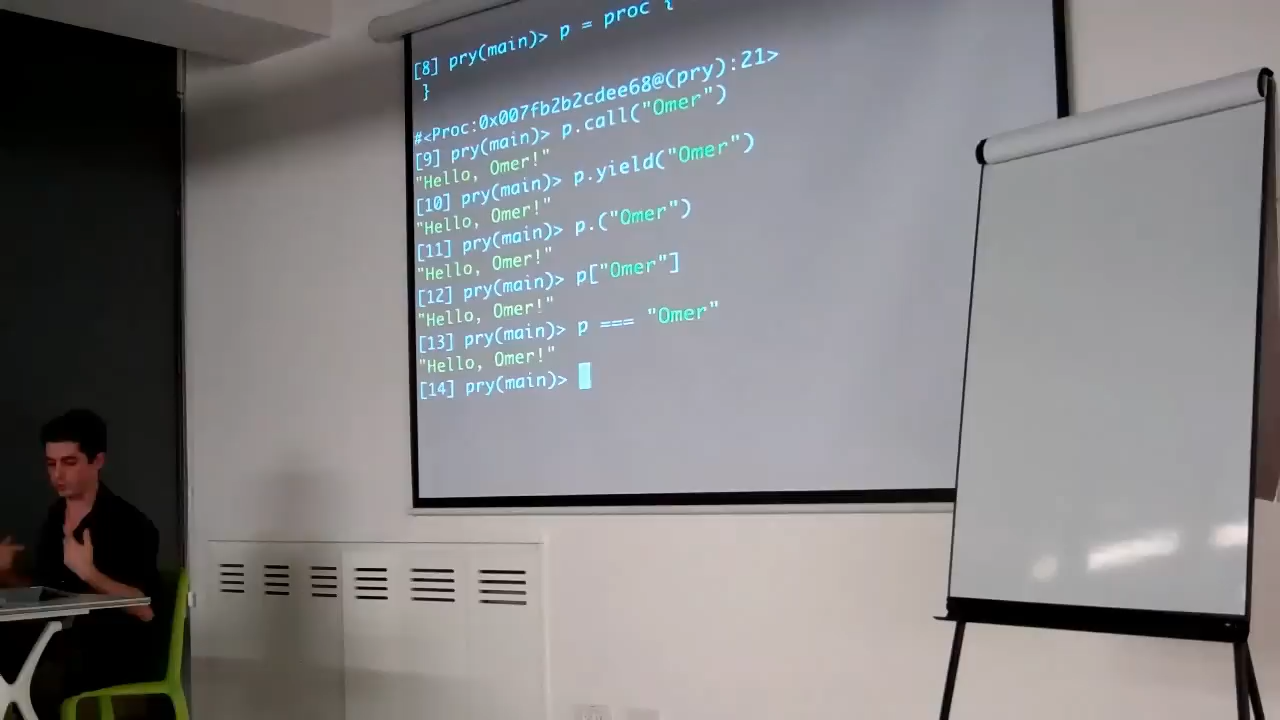 [8] pry(main)> p = proc {
}
#<Proc:0x007fb2b2cdee68@(pry):21>
[9] pry(main)> p.call("Omer")
"Hello, Omer!"
[10] pry(main)> p.yield("Omer")
"Hello, Omer!"
[11] pry(main)> p.("Omer")
"Hello, Omer!"
[12] pry(main)> p["Omer"]
"Hello, Omer!"
[13] pry(main)> p === "Omer"
"Hello, Omer!"
[14] pry(main)>